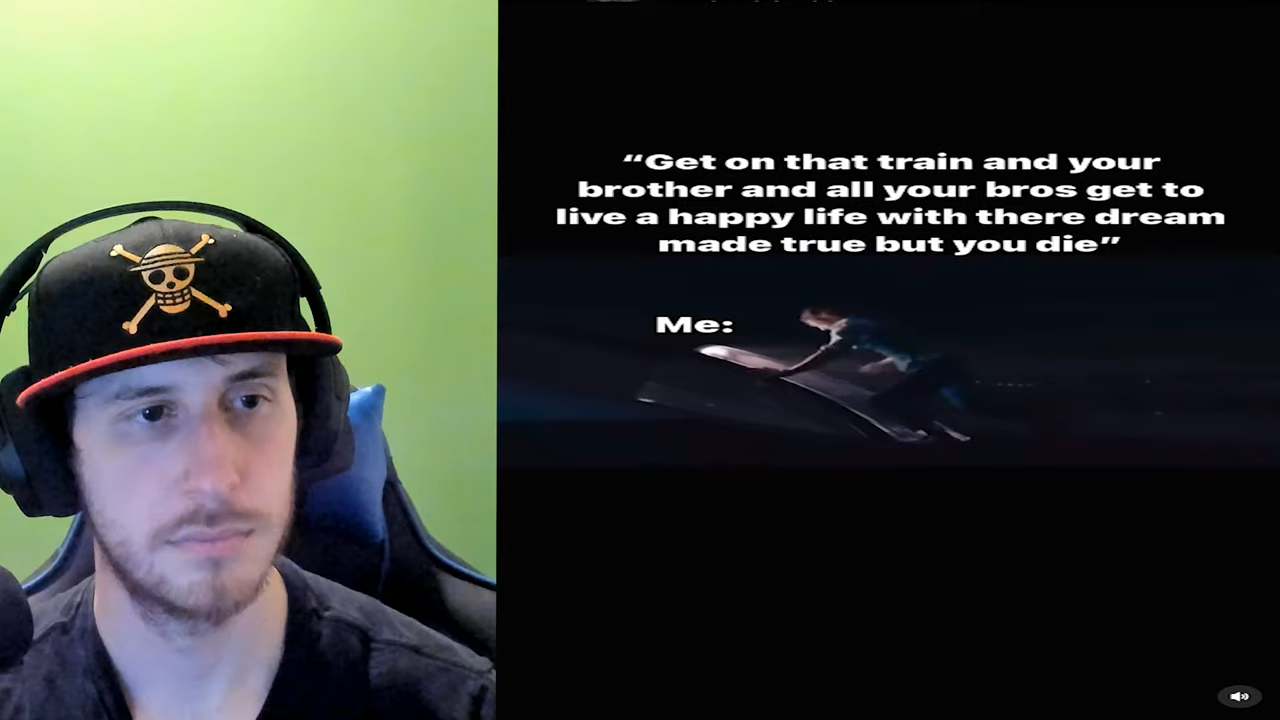 “Get on that train and your
brother and all your bros get to
live a happy life with there dream
made true but you die”
Me: